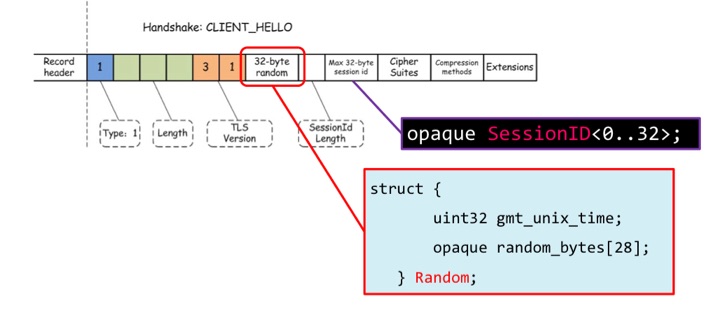 Handshake: CLIENT_HELLO
Record header
1
3
1
32-byte random
Max 32-byte session id
Cipher Suites
Compression methods
Extensions
Type: 1
Length
TLS Version
SessionId Length
opaque SessionID<0..32>;
struct {
uint32 gmt_unix_time;
opaque random_bytes[28];
} Random;